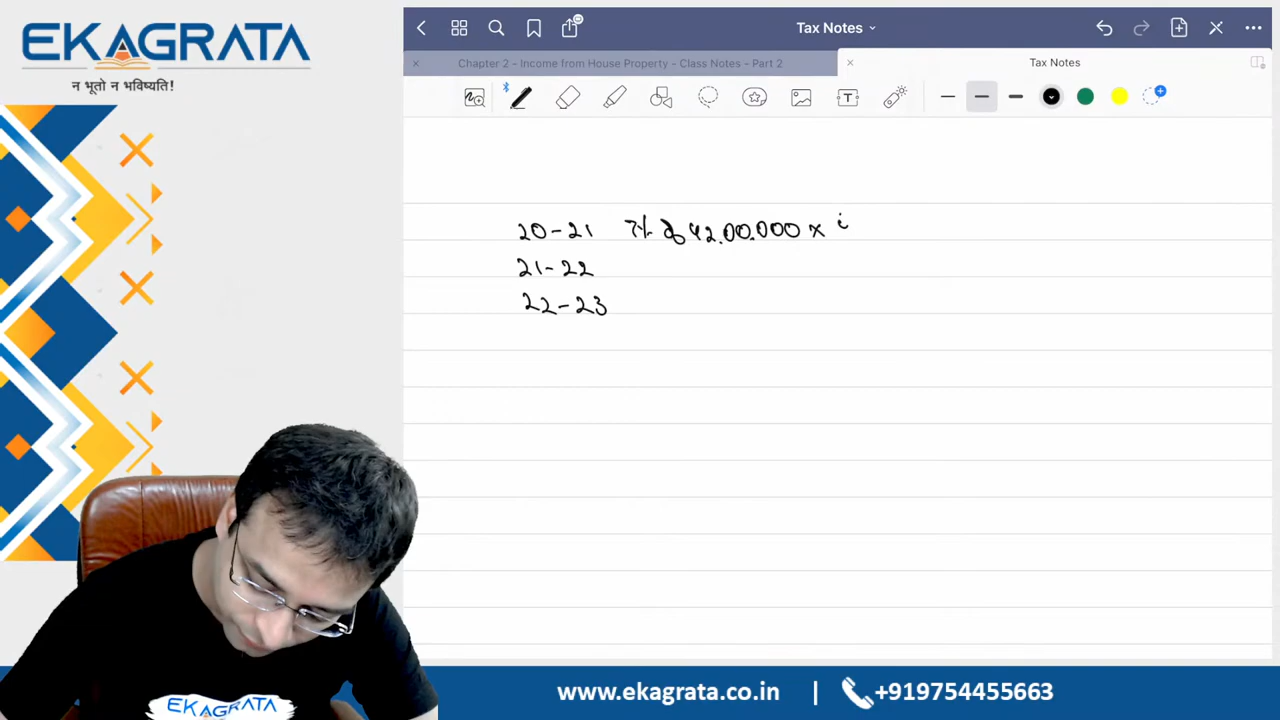 EKAGRATA
न भूतो न भविष्यति!
Tax Notes
Chapter 2 - Income from House Property - Class Notes - Part 2
Tax Notes
20-21 7% of 42.00.000 x i
21-22
22-23
EKAGRATA
www.ekagrata.co.in | +919754455663